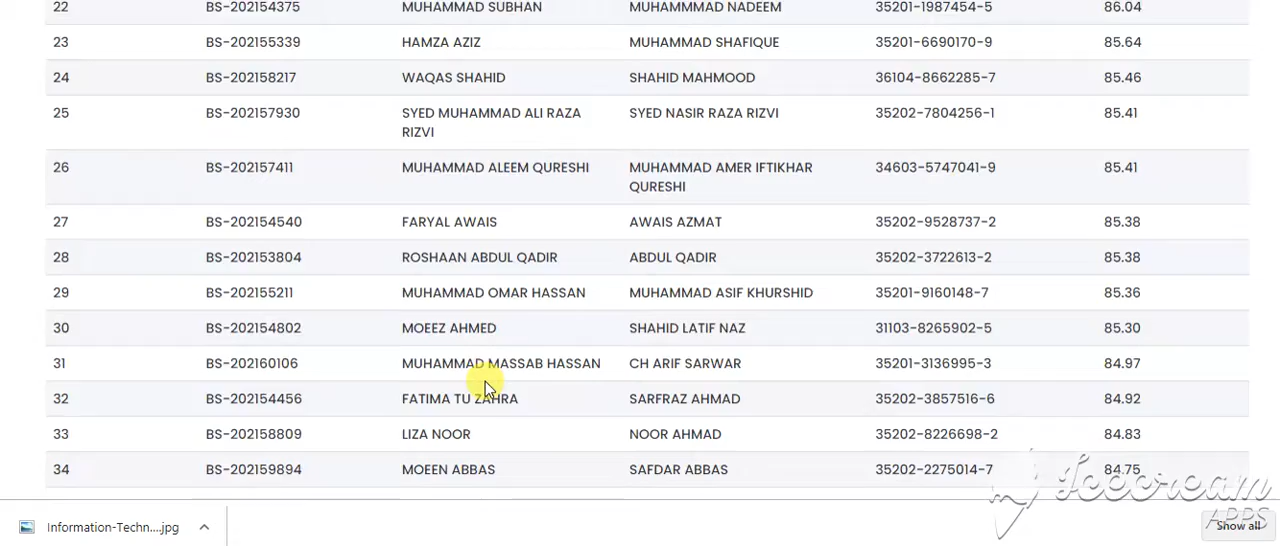 22 BS-202154375 MUHAMMAD SUBHAN MUHAMMMAD NADEEM 35201-1987454-5 86.04
23 BS-202155339 HAMZA AZIZ MUHAMMAD SHAFIQUE 35201-6690170-9 85.64
24 BS-202158217 WAQAS SHAHID SHAHID MAHMOOD 36104-8662285-7 85.46
25 BS-202157930 SYED MUHAMMAD ALI RAZA SYED NASIR RAZA RIZVI 35202-7804256-1 85.41
RIZVI
26 BS-202157411 MUHAMMAD ALEEM QURESHI MUHAMMAD AMER IFTIKHAR 34603-5747041-9 85.41
QURESHI
27 BS-202154540 FARYAL AWAIS AWAIS AZMAT 35202-9528737-2 85.38
28 BS-202153804 ROSHAAN ABDUL QADIR ABDUL QADIR 35202-3722613-2 85.38
29 BS-202155211 MUHAMMAD OMAR HASSAN MUHAMMAD ASIF KHURSHID 35201-9160148-7 85.36
30 BS-202154802 MOEEZ AHMED SHAHID LATIF NAZ 31103-8265902-5 85.30
31 BS-202160106 MUHAMMAD MASSAB HASSAN CH ARIF SARWAR 35201-3136995-3 84.97
32 BS-202154456 FATIMA TU ZAHRA SARFRAZ AHMAD 35202-3857516-6 84.92
33 BS-202158809 LIZA NOOR NOOR AHMAD 35202-8226698-2 84.83
34 BS-202159894 MOEEN ABBAS SAFDAR ABBAS 35202-2275014-7 84.75
Icecream
APPS
Information-Techn....jpg Show all